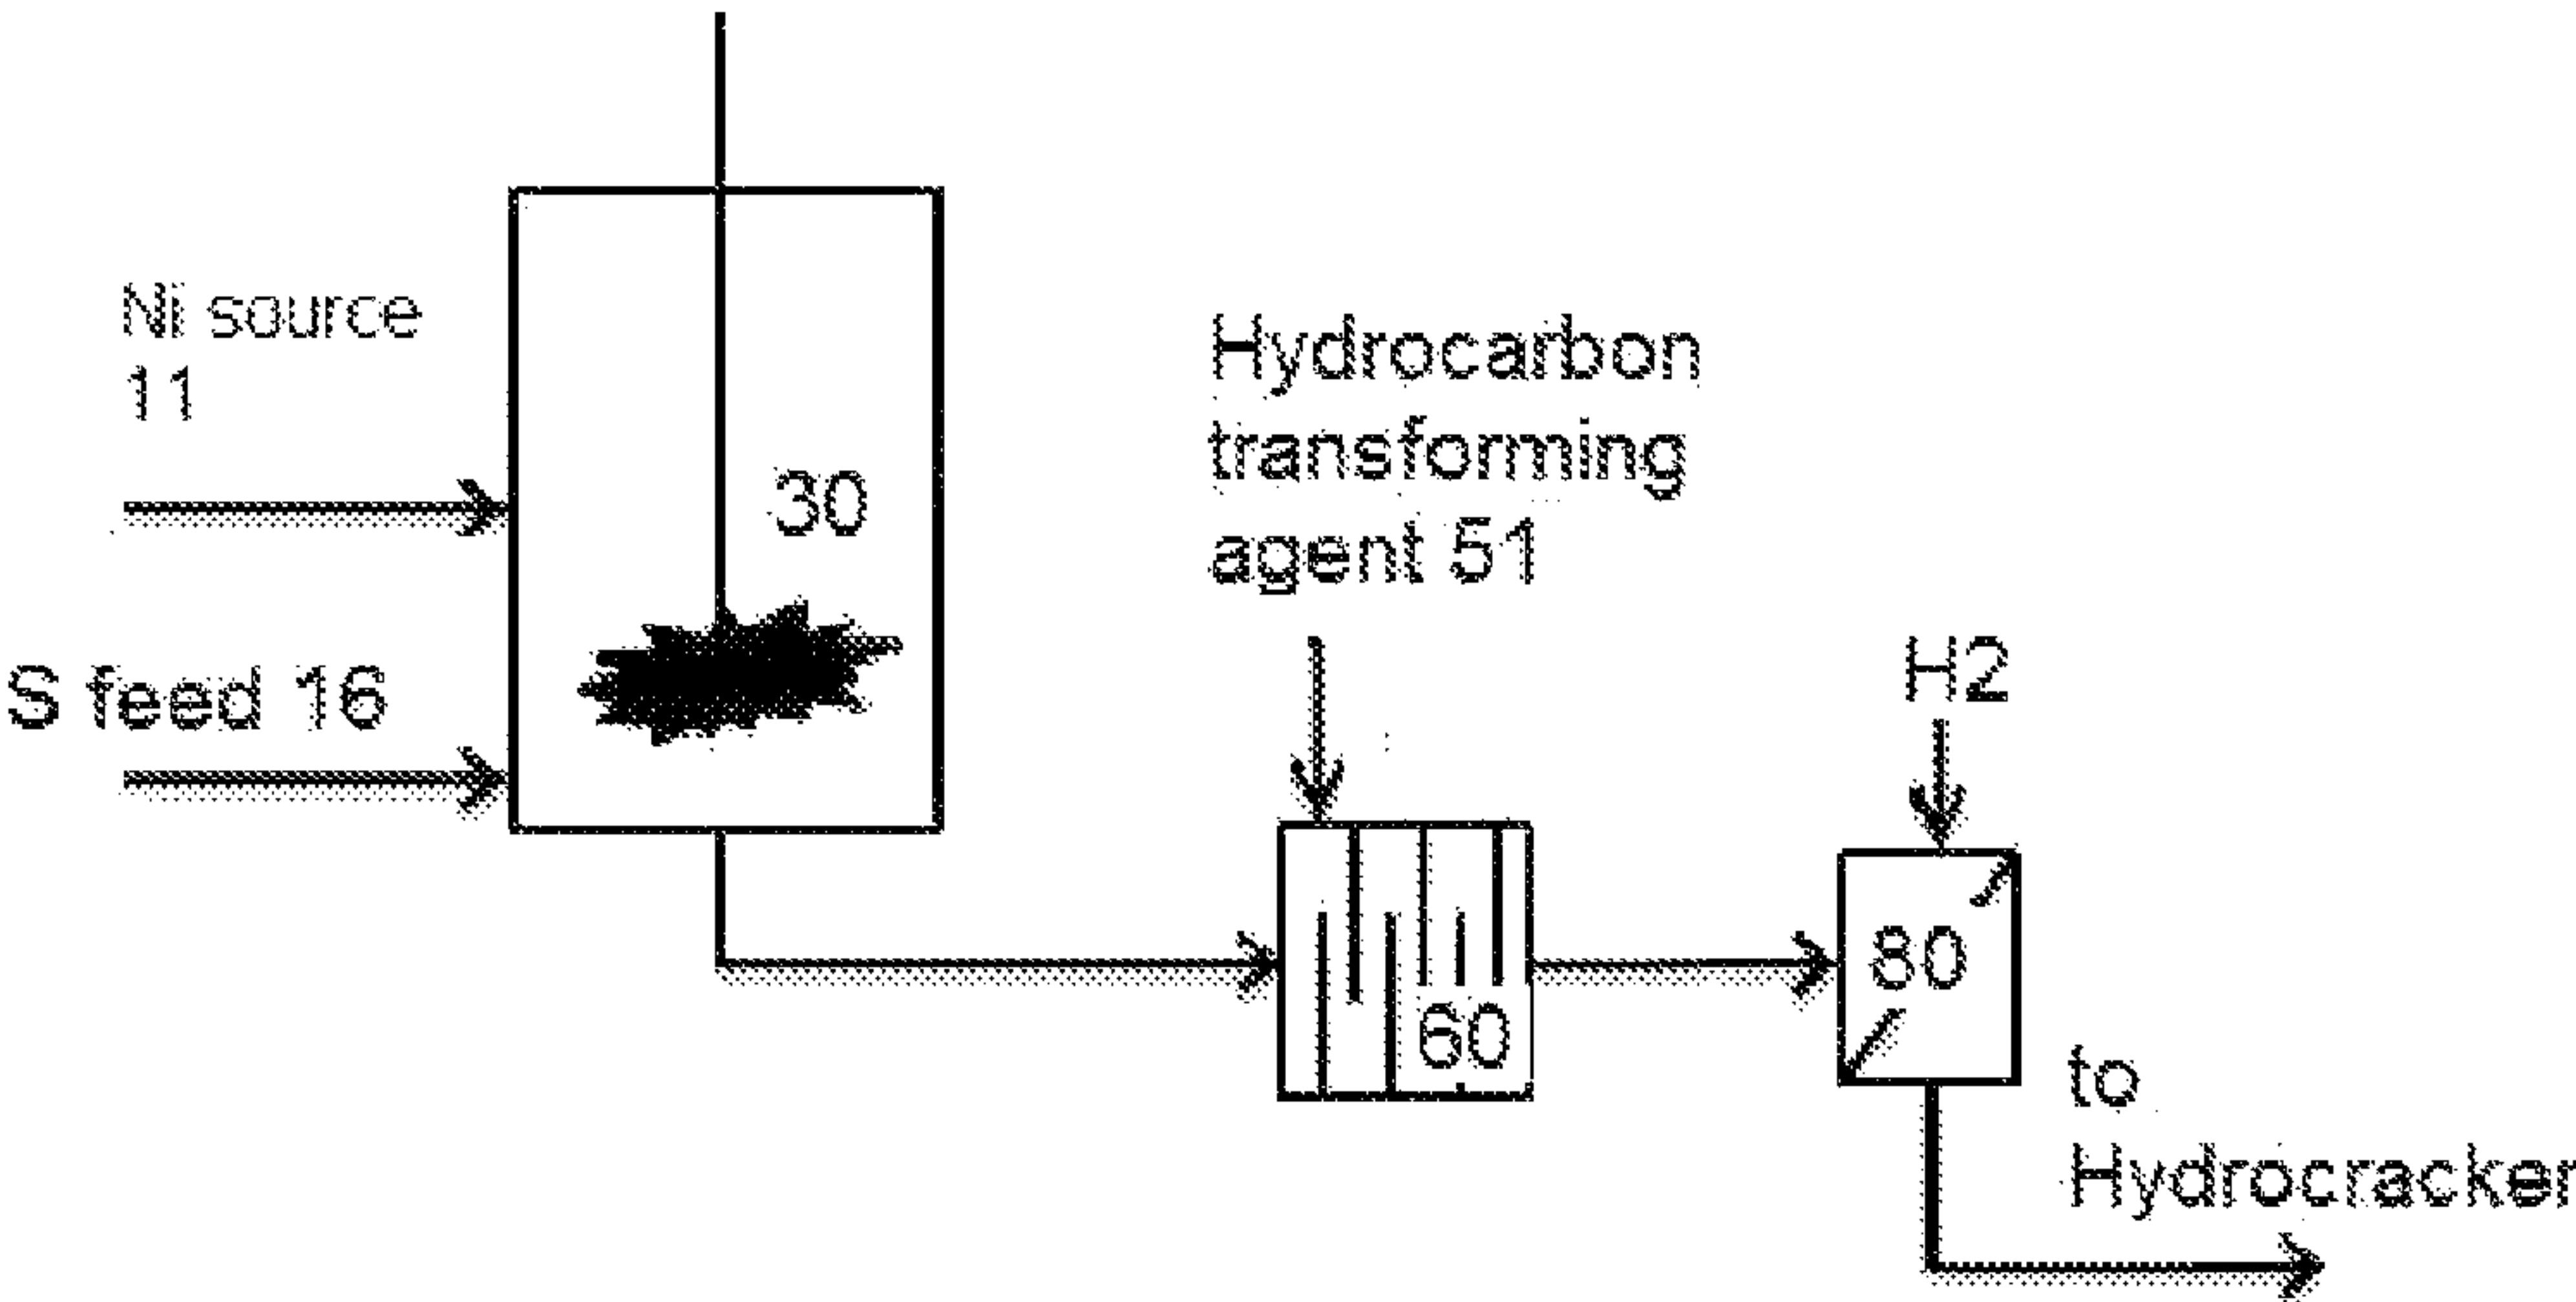 Ni source
11
30
S feed 16
Hydrocarbon
transforming
agent 51
H2
60
80
to
Hydrocracker